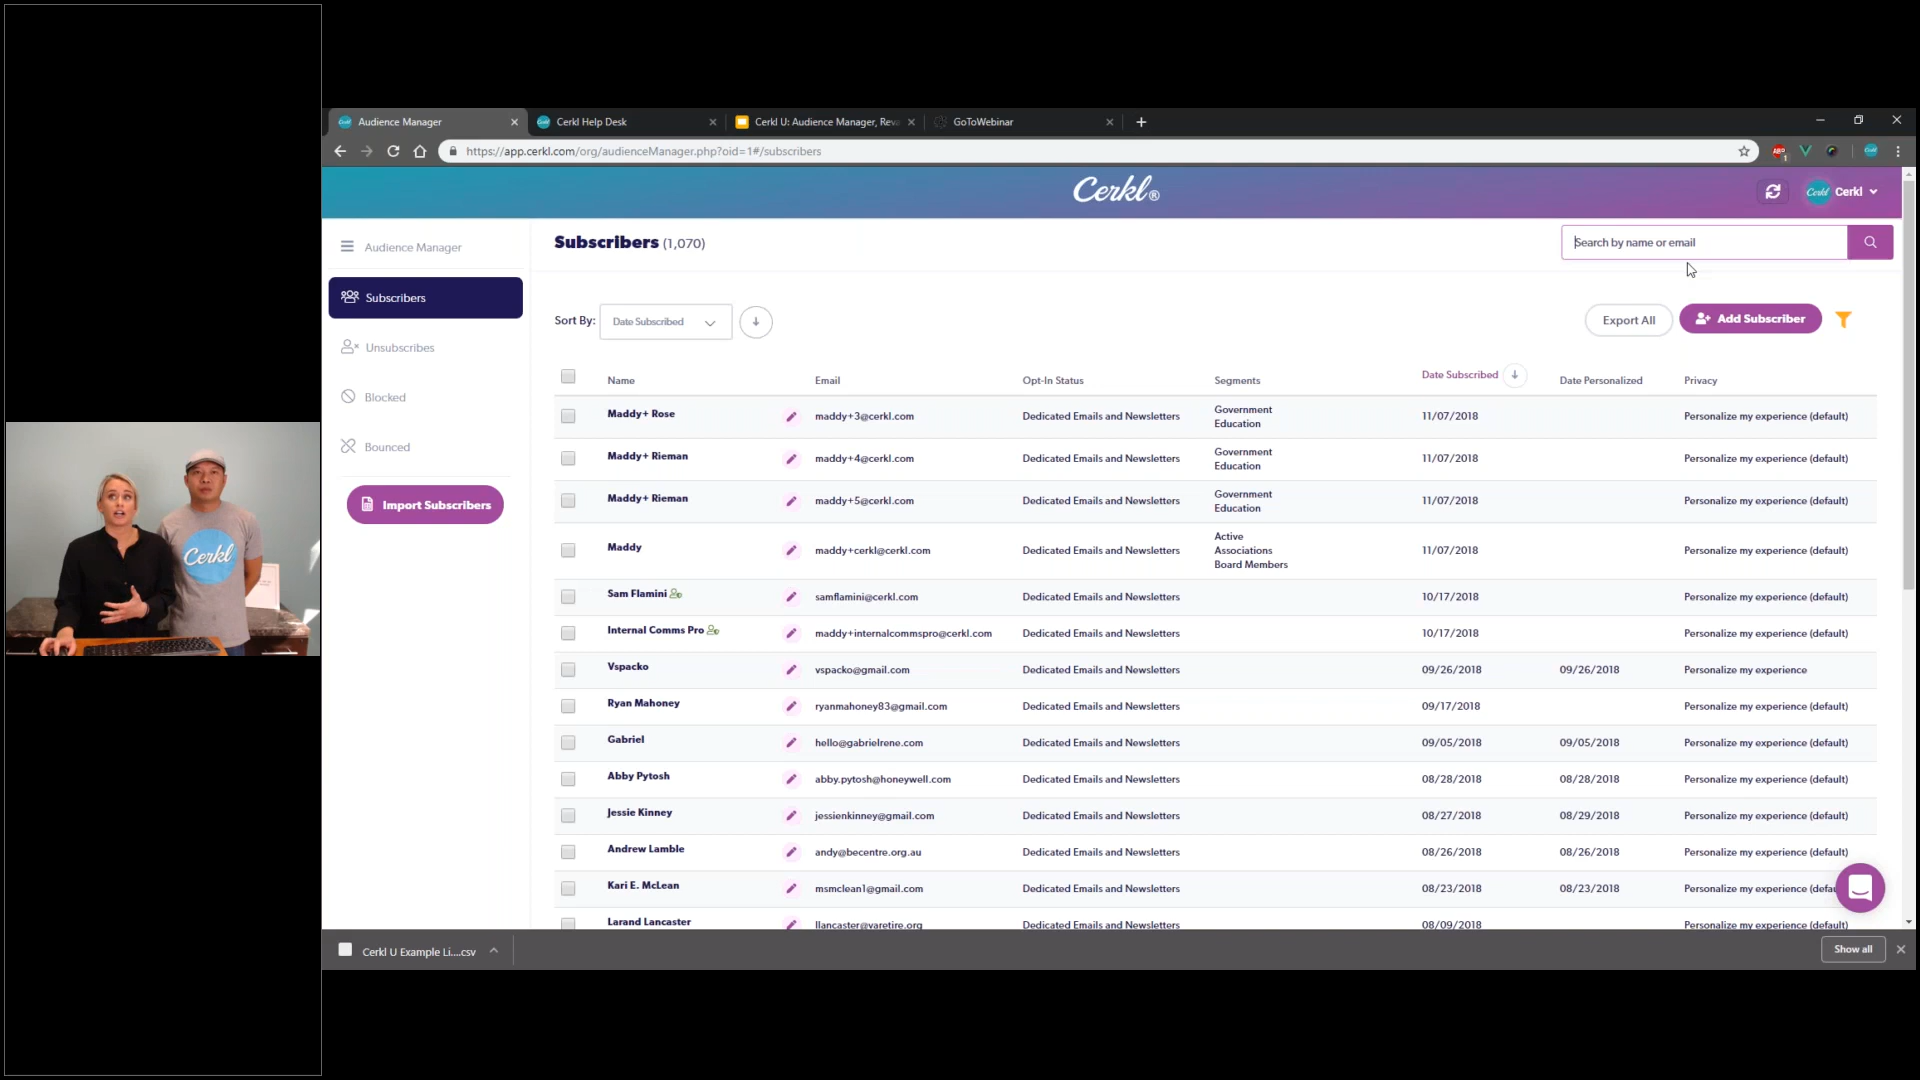 Audience Manager
Cerkl Help Desk
Cerkl U: Audience Manager, Reva
GoToWebinar
https://app.cerkl.com/org/audienceManager.php?oid=1#/subscribers
Cerkl®
Cerkl Cerkl
Audience Manager
Subscribers (1,070)
Search by name or email
Subscribers
Unsubscribes
Blocked
Bounced
Import Subscribers
Sort By: Date Subscribed
Export All
Add Subscriber
Name Email Opt-In Status Segments Date Subscribed Date Personalized Privacy
Maddy+ Rose maddy+3@cerkl.com Dedicated Emails and Newsletters Government Education 11/07/2018 Personalize my experience (default)
Maddy+ Rieman maddy+4@cerkl.com Dedicated Emails and Newsletters Government Education 11/07/2018 Personalize my experience (default)
Maddy+ Rieman maddy+5@cerkl.com Dedicated Emails and Newsletters Government Education 11/07/2018 Personalize my experience (default)
Maddy maddy+cerkl@cerkl.com Dedicated Emails and Newsletters Active Associations Board Members 11/07/2018 Personalize my experience (default)
Sam Flamini samflamini@cerkl.com Dedicated Emails and Newsletters 10/17/2018 Personalize my experience (default)
Internal Comms Pro maddy+internalcommspro@cerkl.com Dedicated Emails and Newsletters 10/17/2018 Personalize my experience (default)
Vspacko vspacko@gmail.com Dedicated Emails and Newsletters 09/26/2018 09/26/2018 Personalize my experience
Ryan Mahoney ryanmahoney83@gmail.com Dedicated Emails and Newsletters 09/17/2018 Personalize my experience (default)
Gabriel hello@gabrielrene.com Dedicated Emails and Newsletters 09/05/2018 09/05/2018 Personalize my experience (default)
Abby Pytosh abby.pytosh@honeywell.com Dedicated Emails and Newsletters 08/28/2018 08/28/2018 Personalize my experience (default)
Jessie Kinney jessienkinney@gmail.com Dedicated Emails and Newsletters 08/27/2018 08/29/2018 Personalize my experience (default)
Andrew Lamble andy@becentre.org.au Dedicated Emails and Newsletters 08/26/2018 08/26/2018 Personalize my experience (default)
Kari E. McLean msmclean1@gmail.com Dedicated Emails and Newsletters 08/23/2018 08/23/2018 Personalize my experience (defau
Larand Lancaster llancaster@varetire.org Dedicated Emails and Newsletters 08/09/2018 Personalize my experience (default)
Cerkl U Example Li....csv
Show all
Cerkl